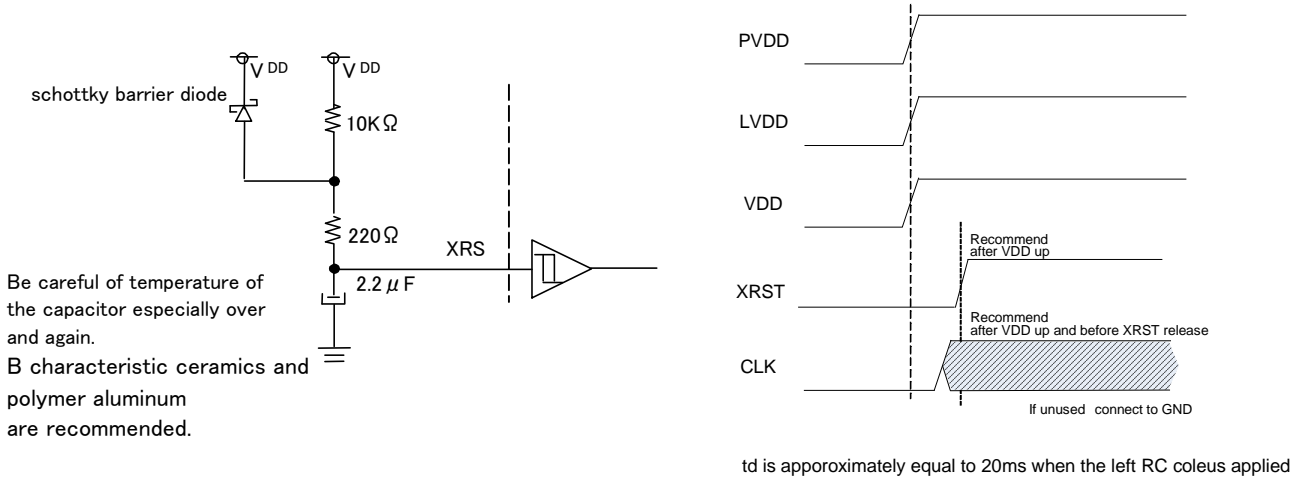 V DD
V DD
schottky barrier diode
10KΩ
220Ω
XRS
2.2 μ F
Be careful of temperature of
the capacitor especially over
and again.
B characteristic ceramics and
polymer aluminum
are recommended.
PVDD
LVDD
VDD
Recommend
after VDD up
XRST
Recommend
after VDD up and before XRST release
CLK
If unused connect to GND
td is apporoximately equal to 20ms when the left RC coleus applied